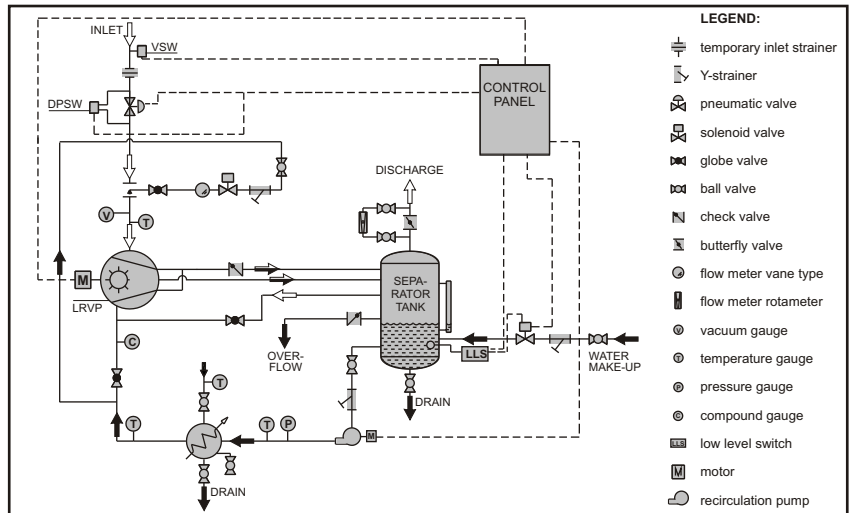 INLET
VSW
DPSW
V
T
M
LRVP
C
T
T
T
P
DRAIN
OVER-
FLOW
DISCHARGE
SEPA-
RATOR
TANK
LLS
DRAIN
M
WATER
MAKE-UP
CONTROL
PANEL
LEGEND:
temporary inlet strainer
Y-strainer
pneumatic valve
solenoid valve
globe valve
ball valve
check valve
butterfly valve
flow meter vane type
flow meter rotameter
V vacuum gauge
T temperature gauge
P pressure gauge
C compound gauge
LLS low level switch
M motor
recirculation pump